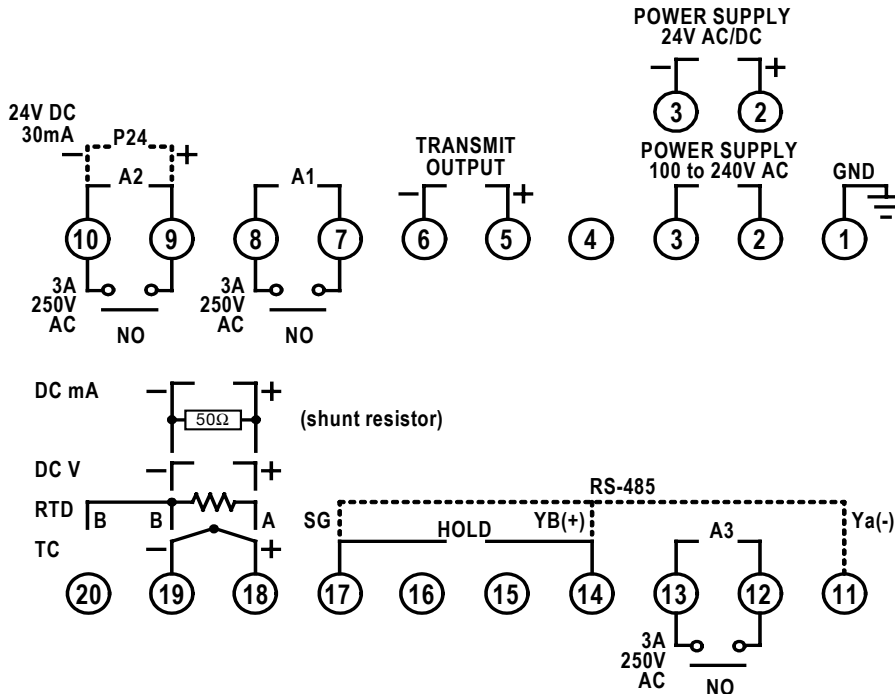 POWER SUPPLY
24V AC/DC
− +
3 2
24V DC
30mA
− P24 +
TRANSMIT
OUTPUT
POWER SUPPLY
100 to 240V AC
GND
A2 A1 − +
10 9 8 7 6 5 4 3 2 1
3A
250V
AC
NO
3A
250V
AC
NO
DC mA − +
50Ω (shunt resistor)
DC V − +
RTD B B A
TC − +
RS-485
SG HOLD YB(+) A3 Ya(-)
20 19 18 17 16 15 14 13 12 11
3A
250V
AC
NO